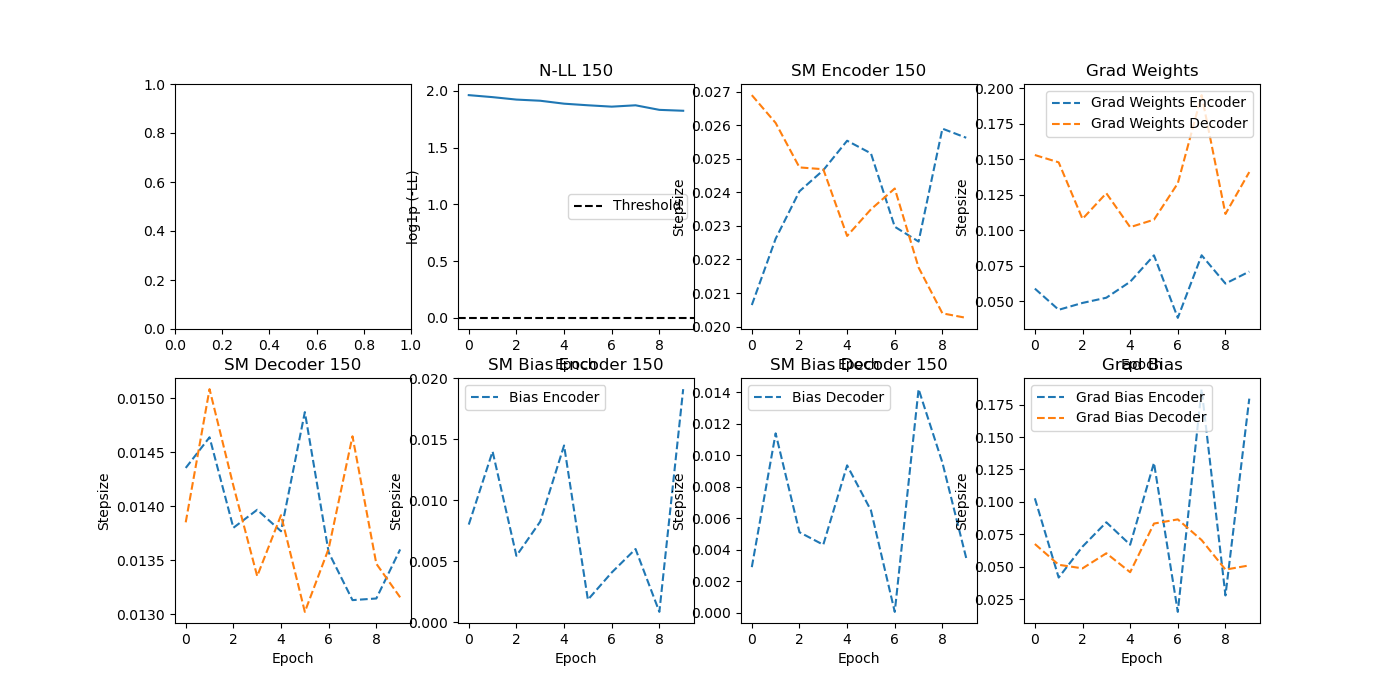 N-LL 150
SM Encoder 150
Grad Weights
1.0
0.8
0.6
0.4
0.2
0.0
0.0 0.2 0.4 0.6 0.8 1.0
log1p (-LL)
2.0
1.5
1.0
0.5
0.0
Threshold
0 2 4 6 8
Epoch
Stepsize
0.027
0.026
0.025
0.024
0.023
0.022
0.021
0.020
0 2 4 6 8
Epoch
Stepsize
0.200
0.175
0.150
0.125
0.100
0.075
0.050
Grad Weights Encoder
Grad Weights Decoder
0 2 4 6 8
Epoch
SM Decoder 150
Stepsize
0.0150
0.0145
0.0140
0.0135
0.0130
0 2 4 6 8
Epoch
SM Bias Encoder 150
Stepsize
0.020
0.015
0.010
0.005
0.000
Bias Encoder
0 2 4 6 8
Epoch
SM Bias Decoder 150
Stepsize
0.014
0.012
0.010
0.008
0.006
0.004
0.002
0.000
Bias Decoder
0 2 4 6 8
Epoch
Grad Bias
Stepsize
0.175
0.150
0.125
0.100
0.075
0.050
0.025
Grad Bias Encoder
Grad Bias Decoder
0 2 4 6 8
Epoch